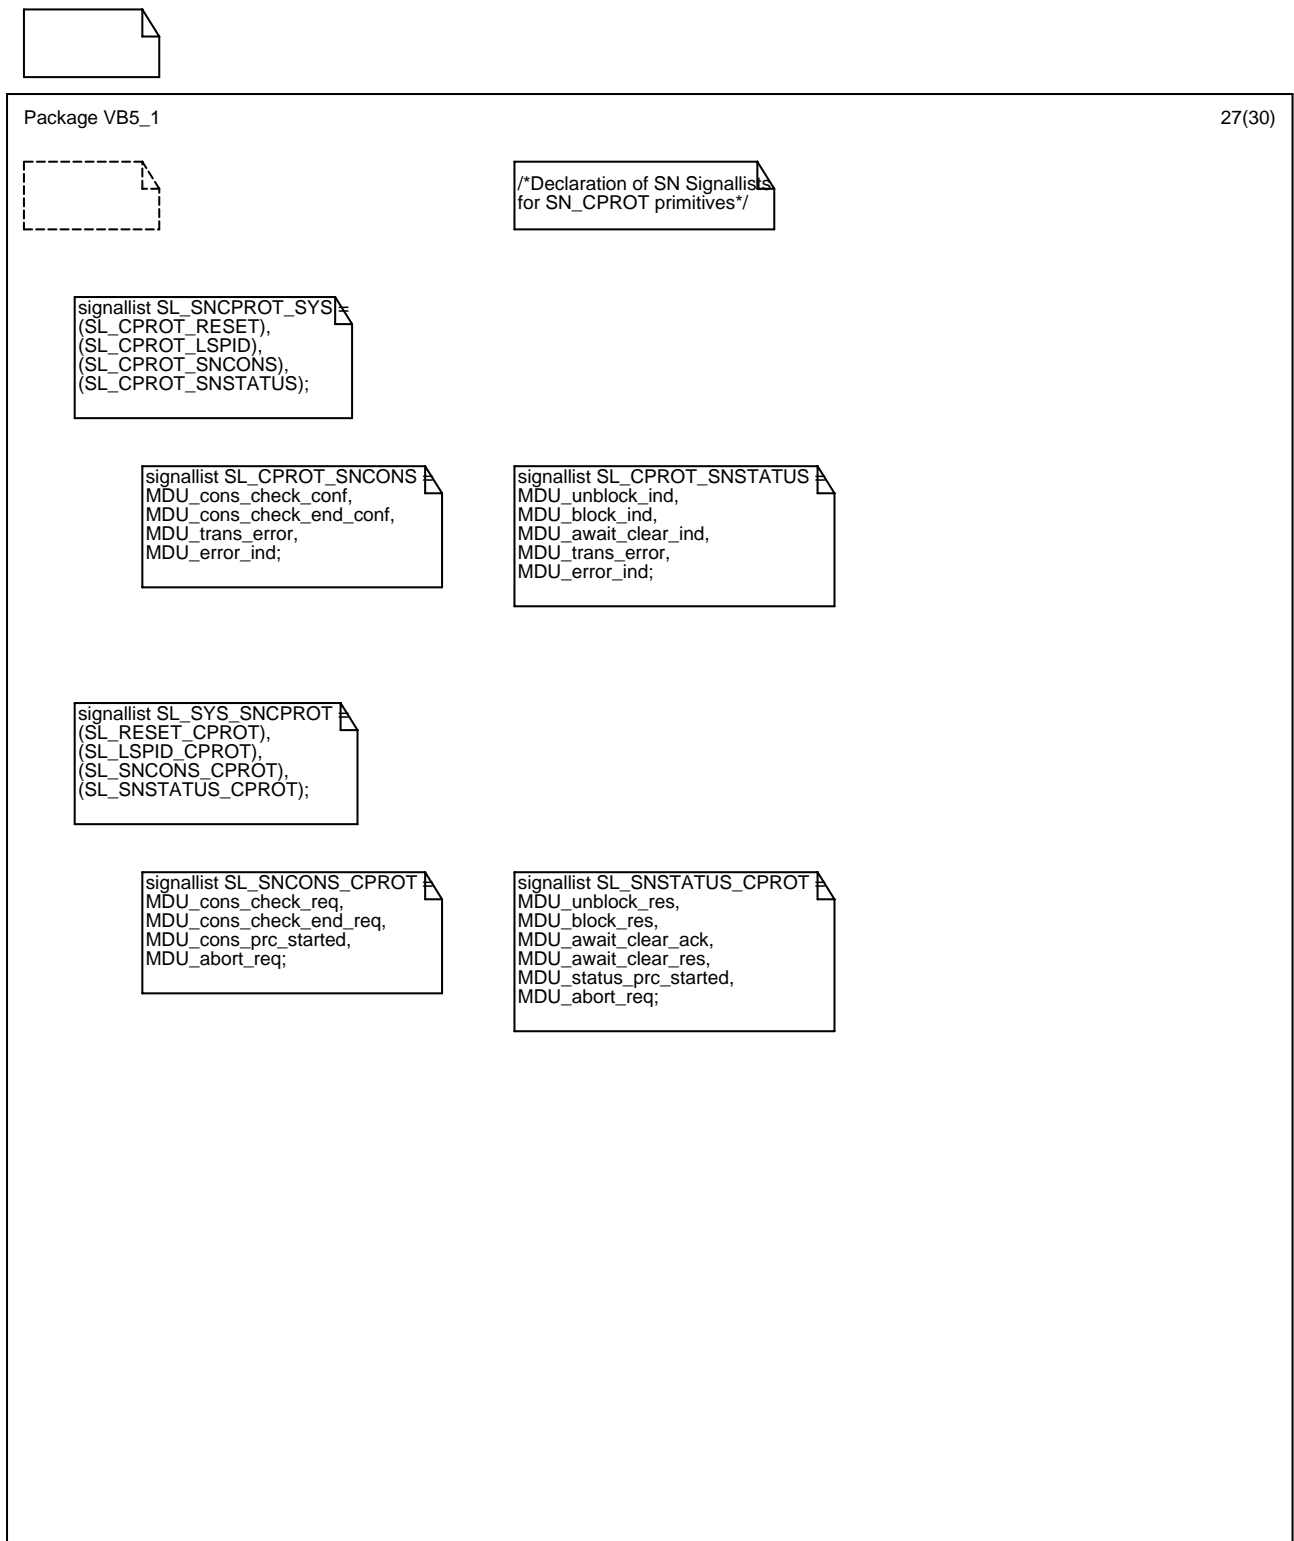 Package VB5_1
27(30)
/*Declaration of SN Signallists
for SN_CPROT primitives*/
signallist SL_SNCPROT_SYS =
(SL_CPROT_RESET),
(SL_CPROT_LSPID),
(SL_CPROT_SNCONS),
(SL_CPROT_SNSTATUS);
signallist SL_CPROT_SNCONS =
MDU_cons_check_conf,
MDU_cons_check_end_conf,
MDU_trans_error,
MDU_error_ind;
signallist SL_CPROT_SNSTATUS =
MDU_unblock_ind,
MDU_block_ind,
MDU_await_clear_ind,
MDU_trans_error,
MDU_error_ind;
signallist SL_SYS_SNCPROT =
(SL_RESET_CPROT),
(SL_LSPID_CPROT),
(SL_SNCONS_CPROT),
(SL_SNSTATUS_CPROT);
signallist SL_SNCONS_CPROT =
MDU_cons_check_req,
MDU_cons_check_end_req,
MDU_cons_prc_started,
MDU_abort_req;
signallist SL_SNSTATUS_CPROT =
MDU_unblock_res,
MDU_block_res,
MDU_await_clear_ack,
MDU_await_clear_res,
MDU_status_prc_started,
MDU_abort_req;